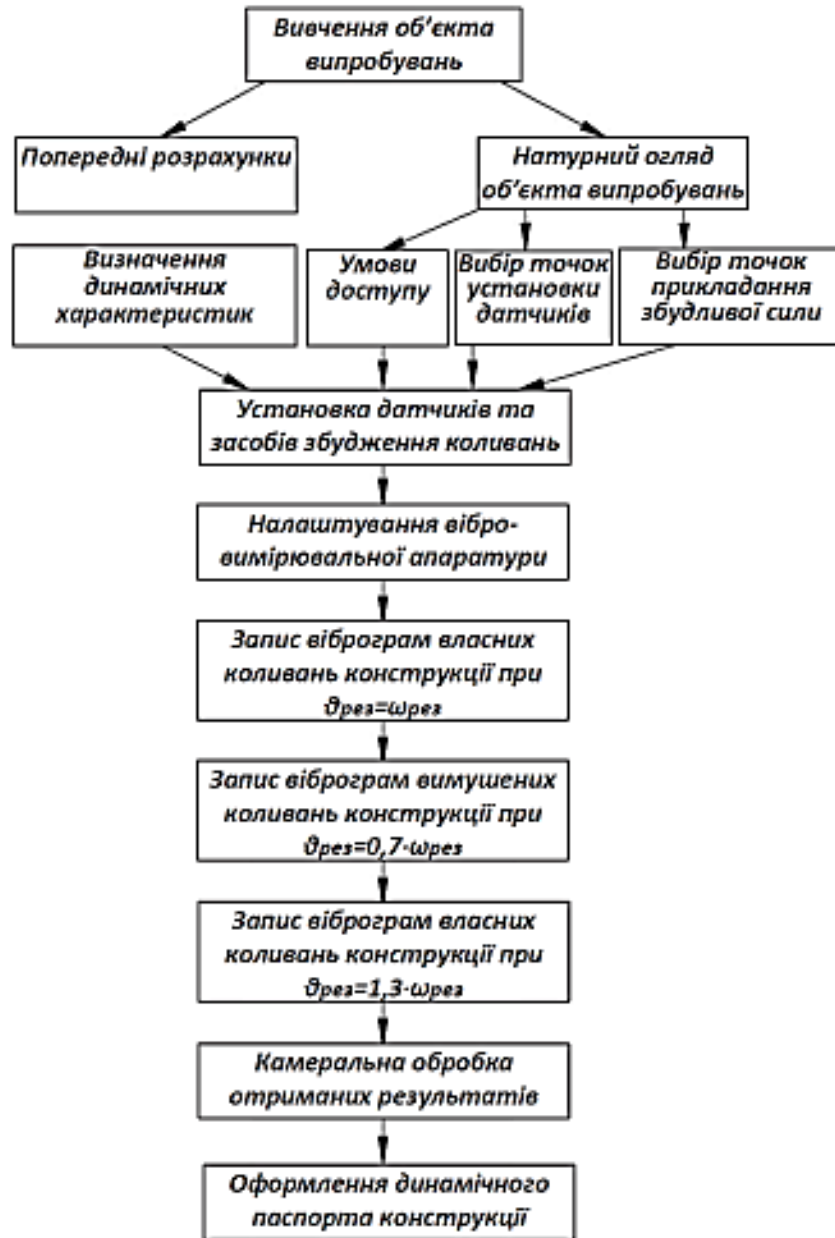 Вивчення об'єкта
випробувань
Попередні розрахунки
Натурний огляд
об'єкта випробувань
Визначення
динамічних
характеристик
Умови
доступу
Вибір точок
установки
датчиків
Вибір точок
прикладання
збудливої сили
Установка датчиків та
засобів збудження коливань
Налаштування вібро-
вимірювальної апаратури
Запис віброграм власних
коливань конструкції при
ϑрез=ωрез
Запис віброграм вимушених
коливань конструкції при
ϑрез=0,7·ωрез
Запис віброграм власних
коливань конструкції при
ϑрез=1,3·ωрез
Камеральна обробка
отриманих результатів
Оформлення динамічного
паспорта конструкції